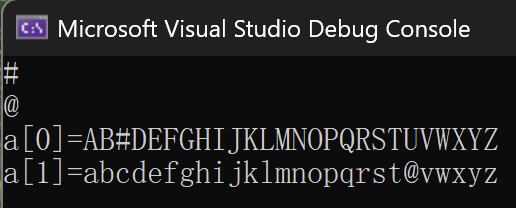 C:\ Microsoft Visual Studio Debug Console
#
@
a[0]=AB#DEFGHIJKLMNOPQRSTUVWXYZ
a[1]=abcdefghijklmnopqrst@vwxyz